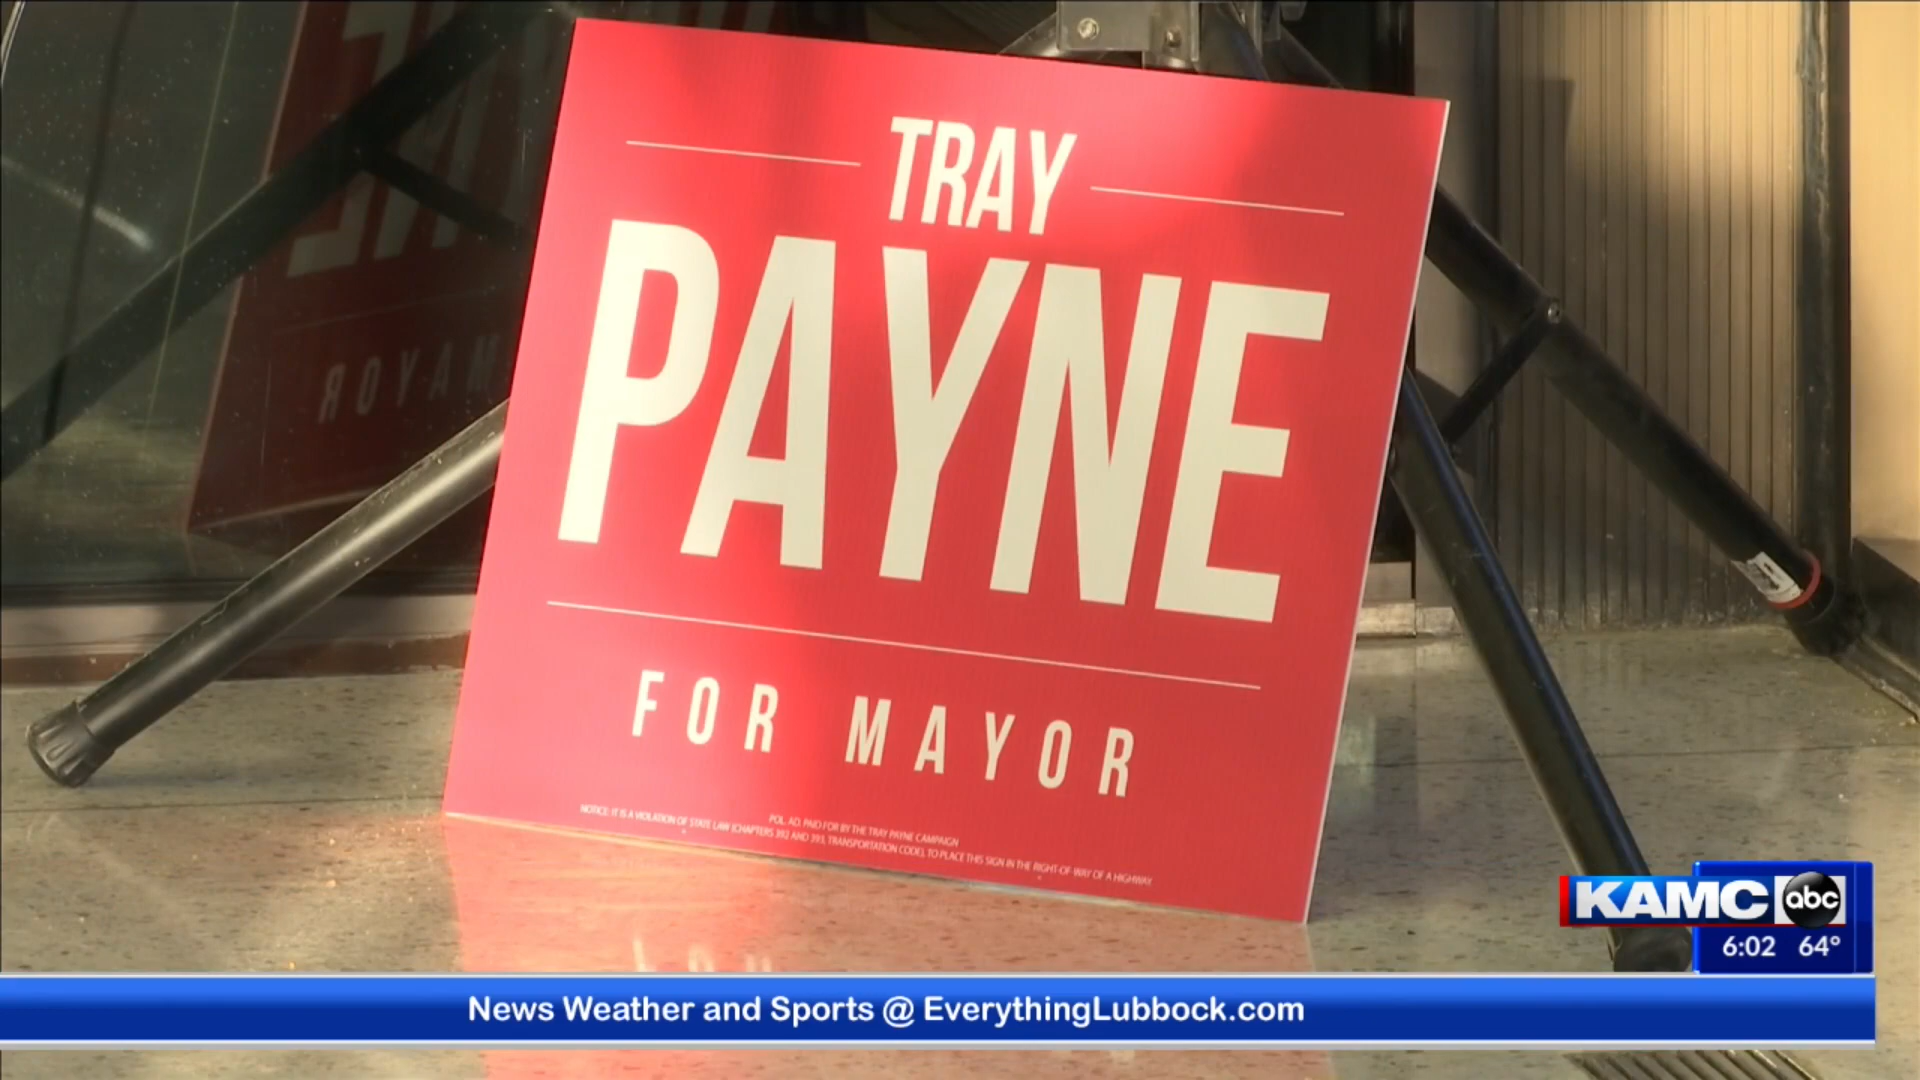 TRAY
PAYNE
FOR MAYOR
POL. AD. PAID FOR BY THE TRAY PAYNE CAMPAIGN
NOTICE: IT IS A VIOLATION OF STATE LAW (CHAPTERS 392 AND 393, TRANSPORTATION CODE), TO PLACE THIS SIGN IN THE RIGHT-OF WAY OF A HIGHWAY
KAMC abc
6:02 64°
News Weather and Sports @ EverythingLubbock.com